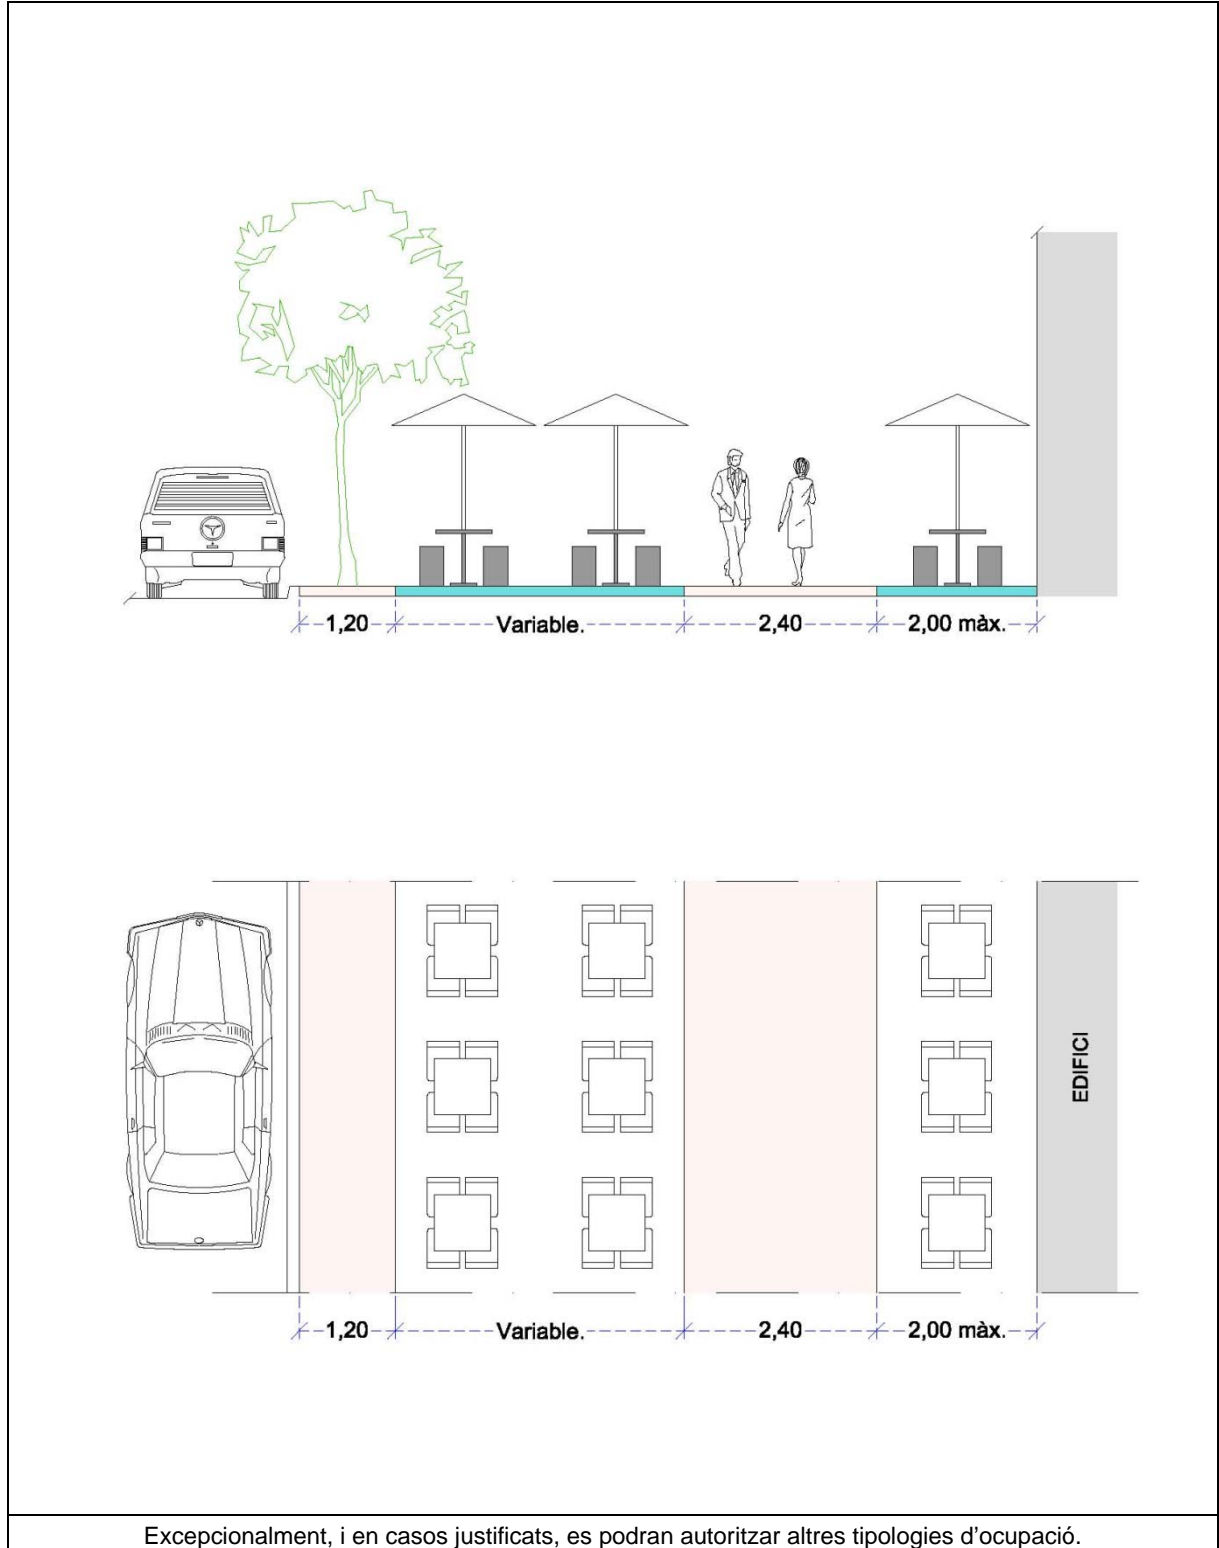 1,20 Variable. 2,40 2,00 màx.
EDIFICI
1,20 Variable. 2,40 2,00 màx.
Excepcionalment, i en casos justificats, es podran autoritzar altres tipologies d’ocupació.